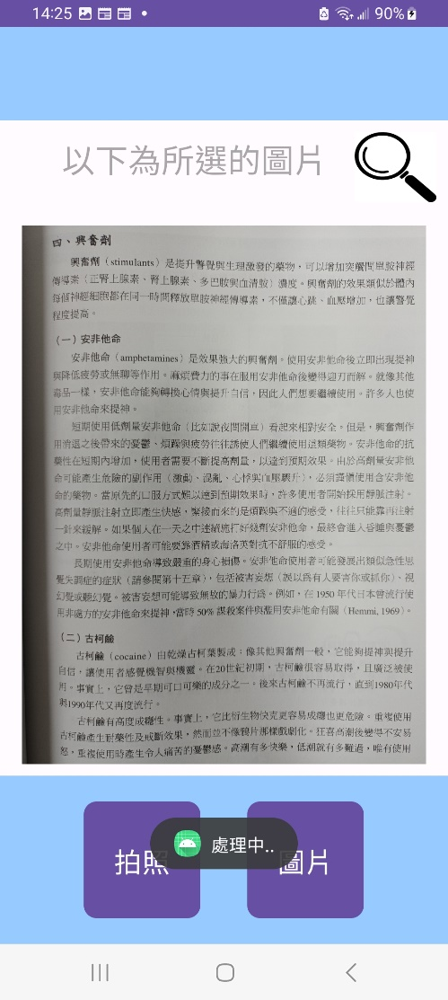 14:25
90%
以下為所選的圖片
四、興奮劑
興奮劑（stimulants）是提升警覺與生理激發的藥物，可以增加突觸間單胺神經
傳導素（正腎上腺素、腎上腺素、多巴胺與血清胺）濃度。興奮劑的效果類似於體內
每個神經細胞都在同一時間釋放單胺神經傳導素，不僅讓心跳、血壓增加，也讓警覺
程度提高。
（一）安非他命
安非他命（amphetamines）是效果強大的興奮劑。使用安非他命後立即出現提神
與降低疲勞或無聊等作用。麻煩費力的事在服用安非他命後變得迎刃而解。就像其他
毒品一樣，安非他命能夠轉換心情與提升自信，因此人們想要繼續使用。許多人也使
用安非他命來提神。
短期使用低劑量安非他命（比如說夜間開車）看起來相對安全。但是，興奮劑作
用消退之後帶來的憂鬱、煩躁與疲勞往往誘使人們繼續使用這類藥物。安非他命的抗
藥性在短期內增加，使用者需要不斷提高劑量，以達到預期效果。由於高劑量安非他
命可能產生危險的副作用（激動、混亂、心悸與血壓竄升），必須謹慎使用含安非他
命的藥物。當原先的口服方式難以達到預期效果時，許多使用者開始採用靜脈注射。
高劑量靜脈注射立即產生快感，緊接而來的是煩躁與不適的感受，往往只能靠再注射
一針來緩解。如果個人在一天之中連續施打好幾劑安非他命，最終會進入昏睡與憂鬱
之中。安非他命使用者可能要靠酒精或海洛英對抗不舒服的感受。
長期使用安非他命導致嚴重的身心損傷。安非他命使用者可能發展出類似急性思
覺失調症的症狀（請參閱第十五章），包括被害妄想（誤以為有人要害你或抓你）、視
幻覺或聽幻覺。被害妄想可能導致無故的暴力行為。例如，在 1950 年代日本曾流行使
用非處方的安非他命來提神，當時 50% 謀殺案件與濫用安非他命有關（Hemmi, 1969）。
（二）古柯鹼
古柯鹼（cocaine）由乾燥古柯葉製成；像其他興奮劑一般，它能夠提神與提升
自信，讓使用者感覺機智與機靈。在20世紀初期，古柯鹼很容易取得，且廣泛被使
用。事實上，它曾是早期可口可樂的成分之一。後來古柯鹼不再流行，直到1980年代
與1990年代又再度流行。
古柯鹼有高度成癮性。事實上，它比衍生物快克更容易成癮也更危險。重複使用
古柯鹼產生耐藥性及戒斷效果，然而並不像鴉片那樣戲劇化。狂喜高潮後變得不安易
怒，重複使用時產生令人痛苦的憂鬱感。高潮有多快樂，低潮就有多難過，唯有使用
拍照
處理中..
圖片